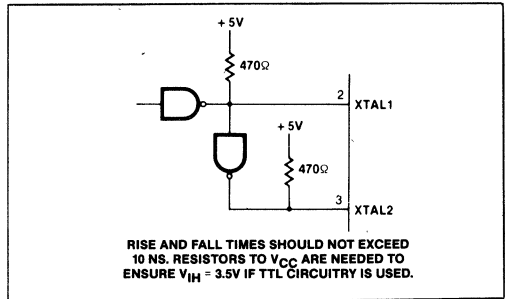 + 5V
470Ω
2
XTAL1
+ 5V
470Ω
3
XTAL2
RISE AND FALL TIMES SHOULD NOT EXCEED
10 NS. RESISTORS TO VCC ARE NEEDED TO
ENSURE VIH = 3.5V IF TTL CIRCUITRY IS USED.